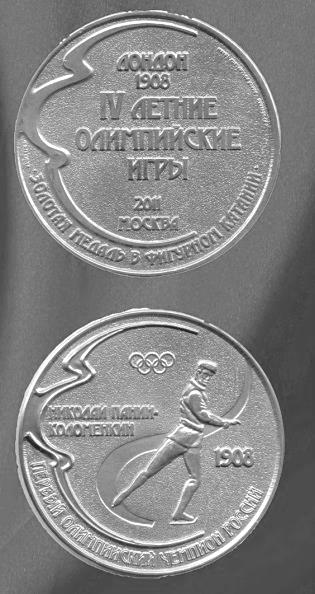 ЛОНДОН
1908
IV ЛЕТНИЕ
ОЛИМПИЙСКИЕ
ИГРЫ
2011
МОСКВА
·ЗОЛОТАЯ МЕДАЛЬ В ФИГУРНОМ КАТАНИИ·
НИКОЛАЙ ПАНИН-
КОЛОМЕНКИН
1908
ПЕРВЫЙ ОЛИМПИЙСКИЙ ЧЕМПИОН РОССИИ